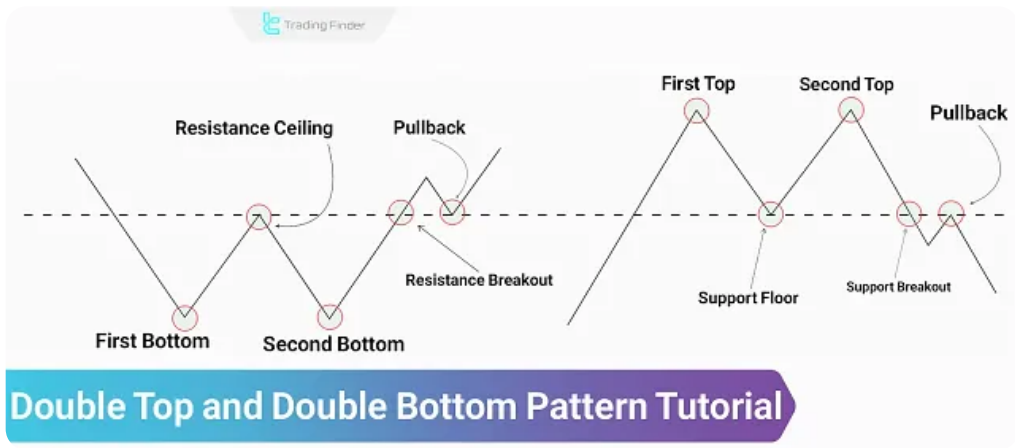 Trading Finder
First Top
Second Top
Pullback
Resistance Ceiling
Pullback
Resistance Breakout
Support Floor
Support Breakout
First Bottom
Second Bottom
Double Top and Double Bottom Pattern Tutorial